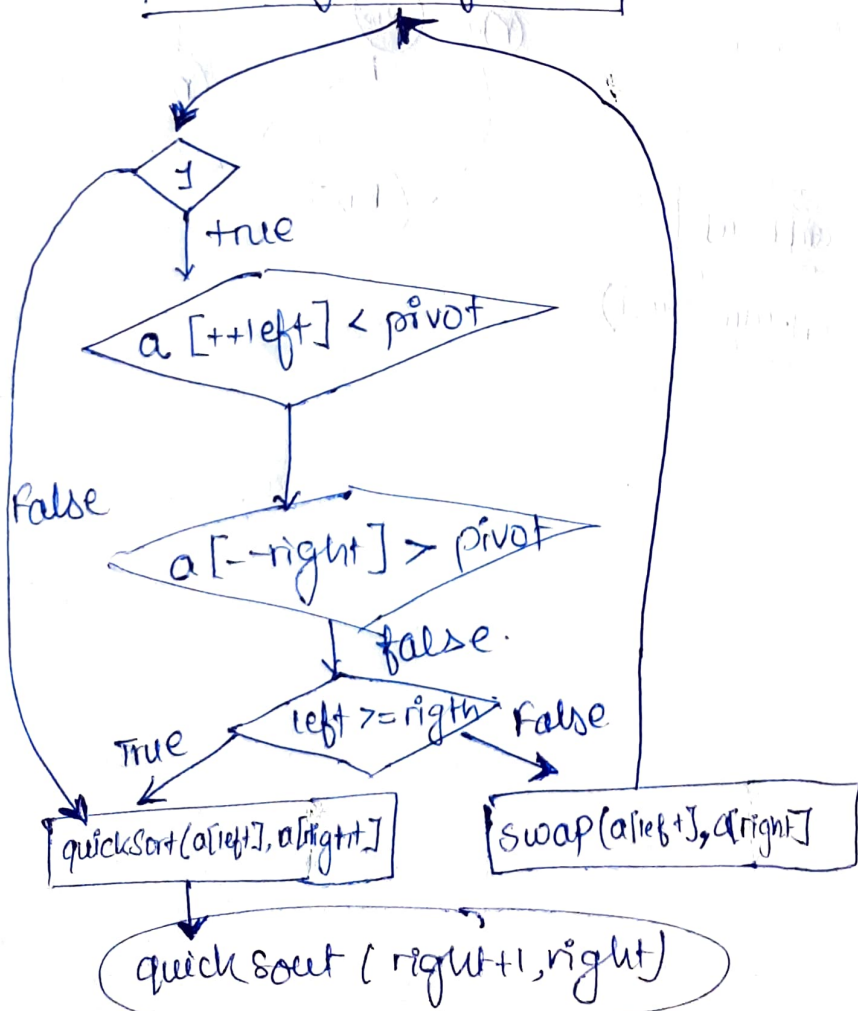 1
true
a [++left] < pivot
False
a [--right] > pivot
false.
left >= rigth
False
True
quickSort(a[left], a[right]
swap(a[left], a[right]
quick sout ( right+1, right)